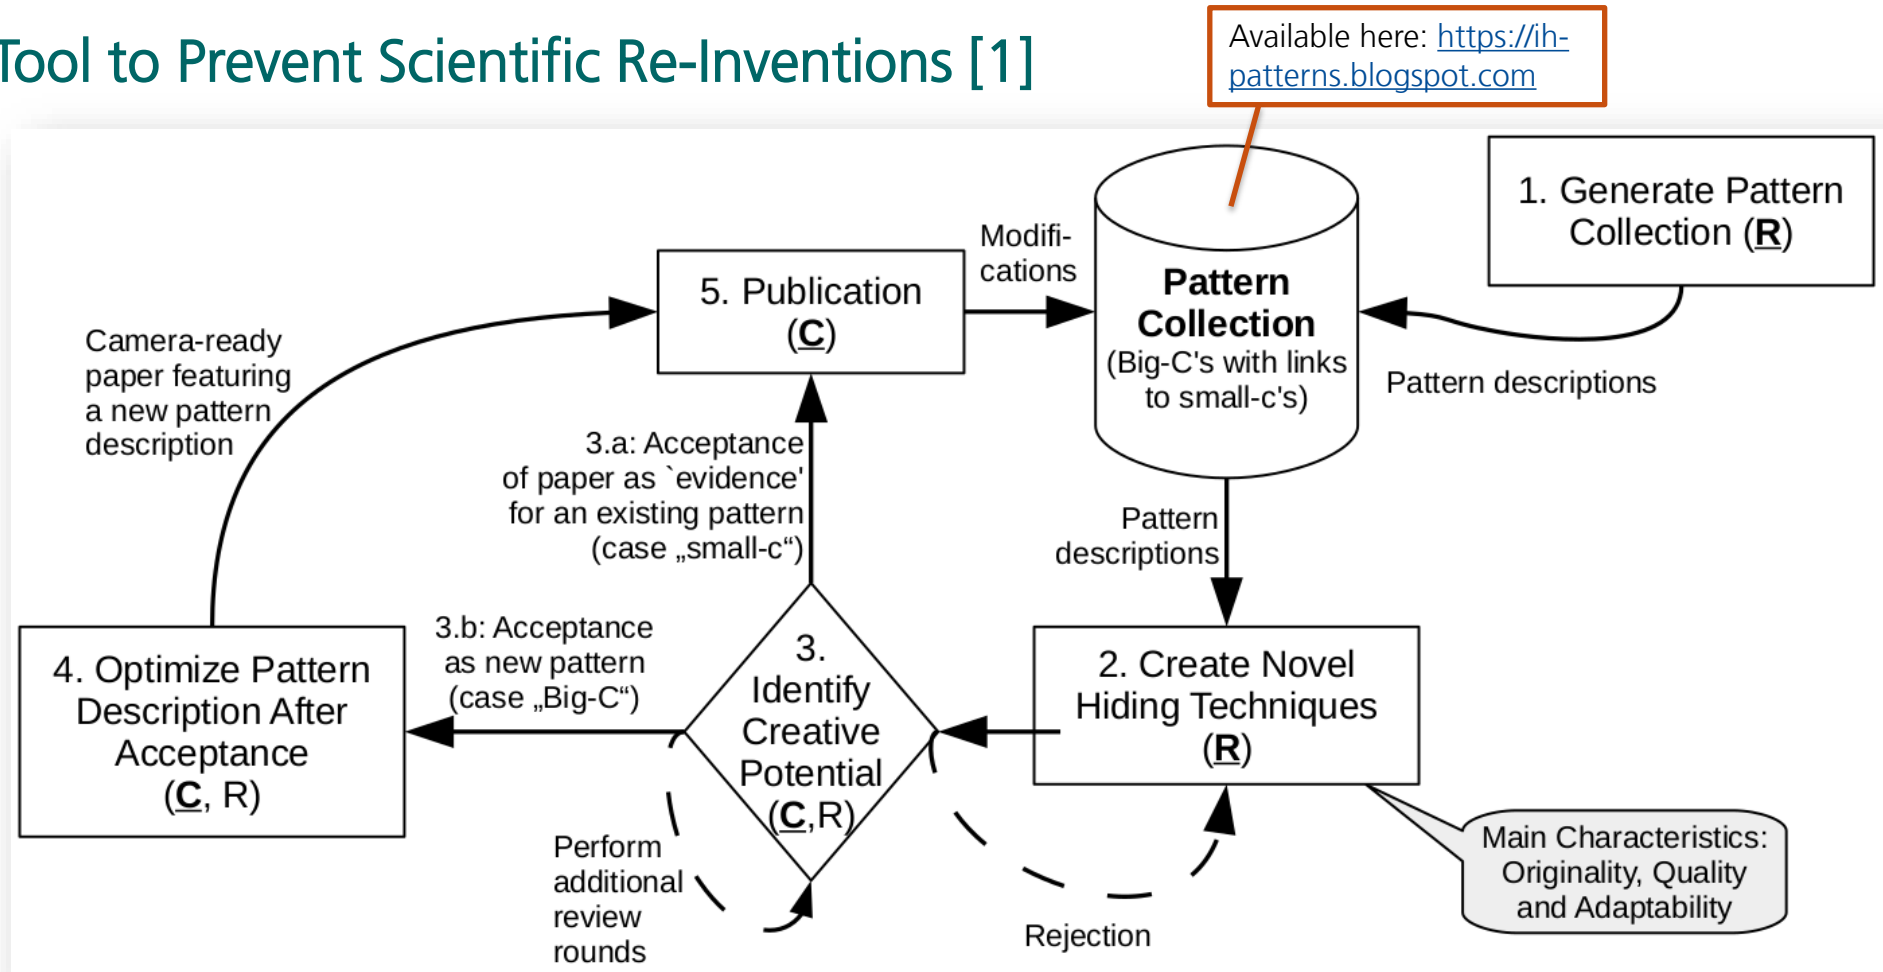 Tool to Prevent Scientific Re-Inventions [1]
Available here: https://ih-
patterns.blogspot.com
1. Generate Pattern
Collection (R)
Pattern descriptions
Pattern
Collection
(Big-C's with links
to small-c's)
Modifi-
cations
5. Publication
(C)
Camera-ready
paper featuring
a new pattern
description
3.a: Acceptance
of paper as `evidence'
for an existing pattern
(case „small-c“)
Pattern
descriptions
3.b: Acceptance
as new pattern
(case „Big-C“)
4. Optimize Pattern
Description After
Acceptance
(C, R)
3.
Identify
Creative
Potential
(C,R)
2. Create Novel
Hiding Techniques
(R)
Main Characteristics:
Originality, Quality
and Adaptability
Perform
additional
review
rounds
Rejection